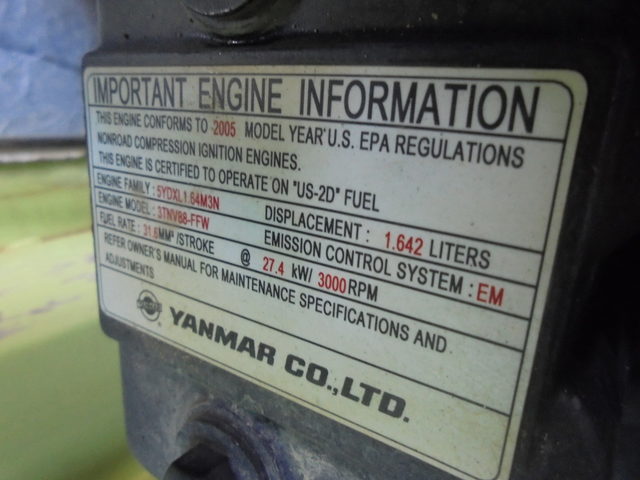 IMPORTANT ENGINE INFORMATION
THIS ENGINE CONFORMS TO 2005 MODEL YEAR U.S. EPA REGULATIONS
NONROAD COMPRESSION IGNITION ENGINES.
THIS ENGINE IS CERTIFIED TO OPERATE ON "US-2D" FUEL
ENGINE FAMILY : 5YDXL1.64M3N DISPLACEMENT : 1.642 LITERS
ENGINE MODEL : 3TNV88-FFW EMISSION CONTROL SYSTEM : EM
FUEL RATE : 31.6MM³/STROKE @ 27.4 kW/ 3000RPM
REFER OWNER'S MANUAL FOR MAINTENANCE SPECIFICATIONS AND
ADJUSTMENTS
YANMAR CO.,LTD.